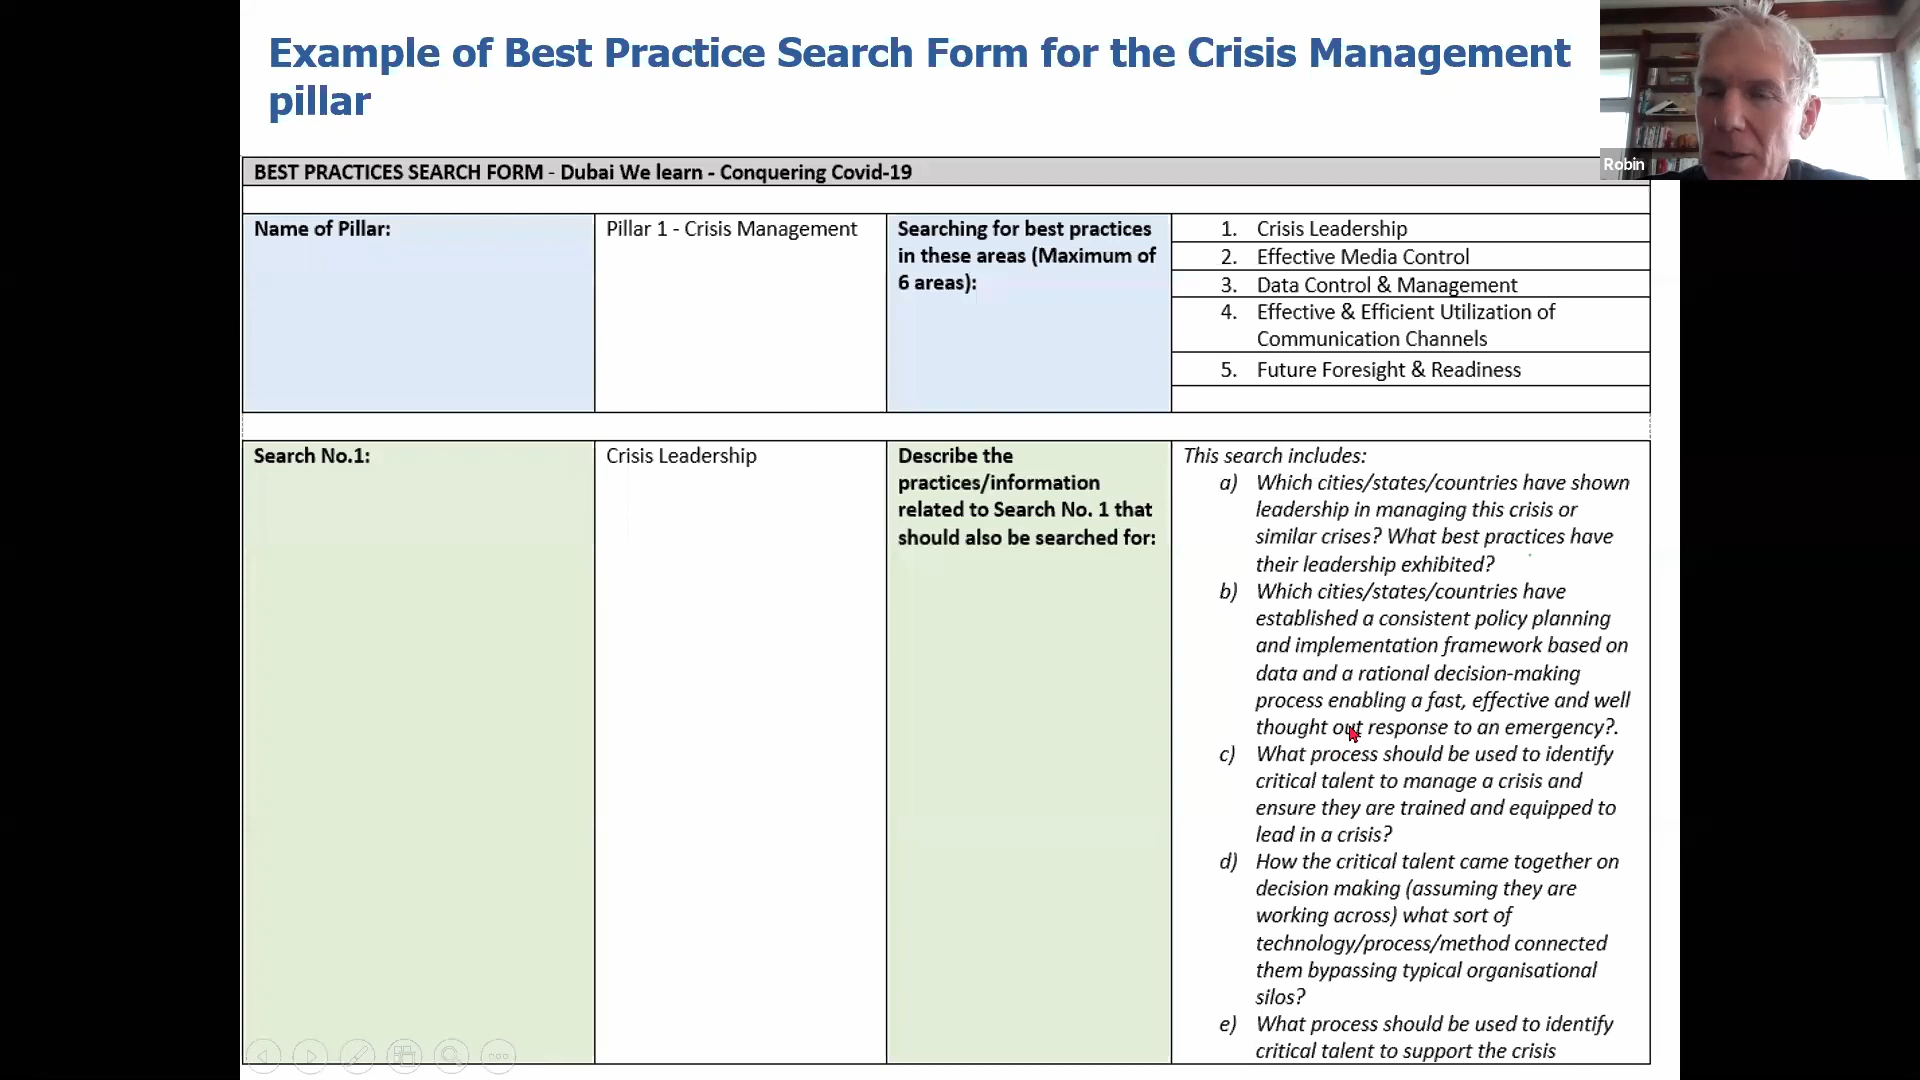 Example of Best Practice Search Form for the Crisis Management
pillar
Robin
BEST PRACTICES SEARCH FORM - Dubai We learn - Conquering Covid-19
Name of Pillar:
Pillar 1 - Crisis Management
Searching for best practices
in these areas (Maximum of
6 areas):
1. Crisis Leadership
2. Effective Media Control
3. Data Control & Management
4. Effective & Efficient Utilization of
Communication Channels
5. Future Foresight & Readiness
Search No.1:
Crisis Leadership
Describe the
practices/information
related to Search No. 1 that
should also be searched for:
This search includes:
a) Which cities/states/countries have shown
leadership in managing this crisis or
similar crises? What best practices have
their leadership exhibited?
b) Which cities/states/countries have
established a consistent policy planning
and implementation framework based on
data and a rational decision-making
process enabling a fast, effective and well
thought out response to an emergency?.
c) What process should be used to identify
critical talent to manage a crisis and
ensure they are trained and equipped to
lead in a crisis?
d) How the critical talent came together on
decision making (assuming they are
working across) what sort of
technology/process/method connected
them bypassing typical organisational
silos?
e) What process should be used to identify
critical talent to support the crisis